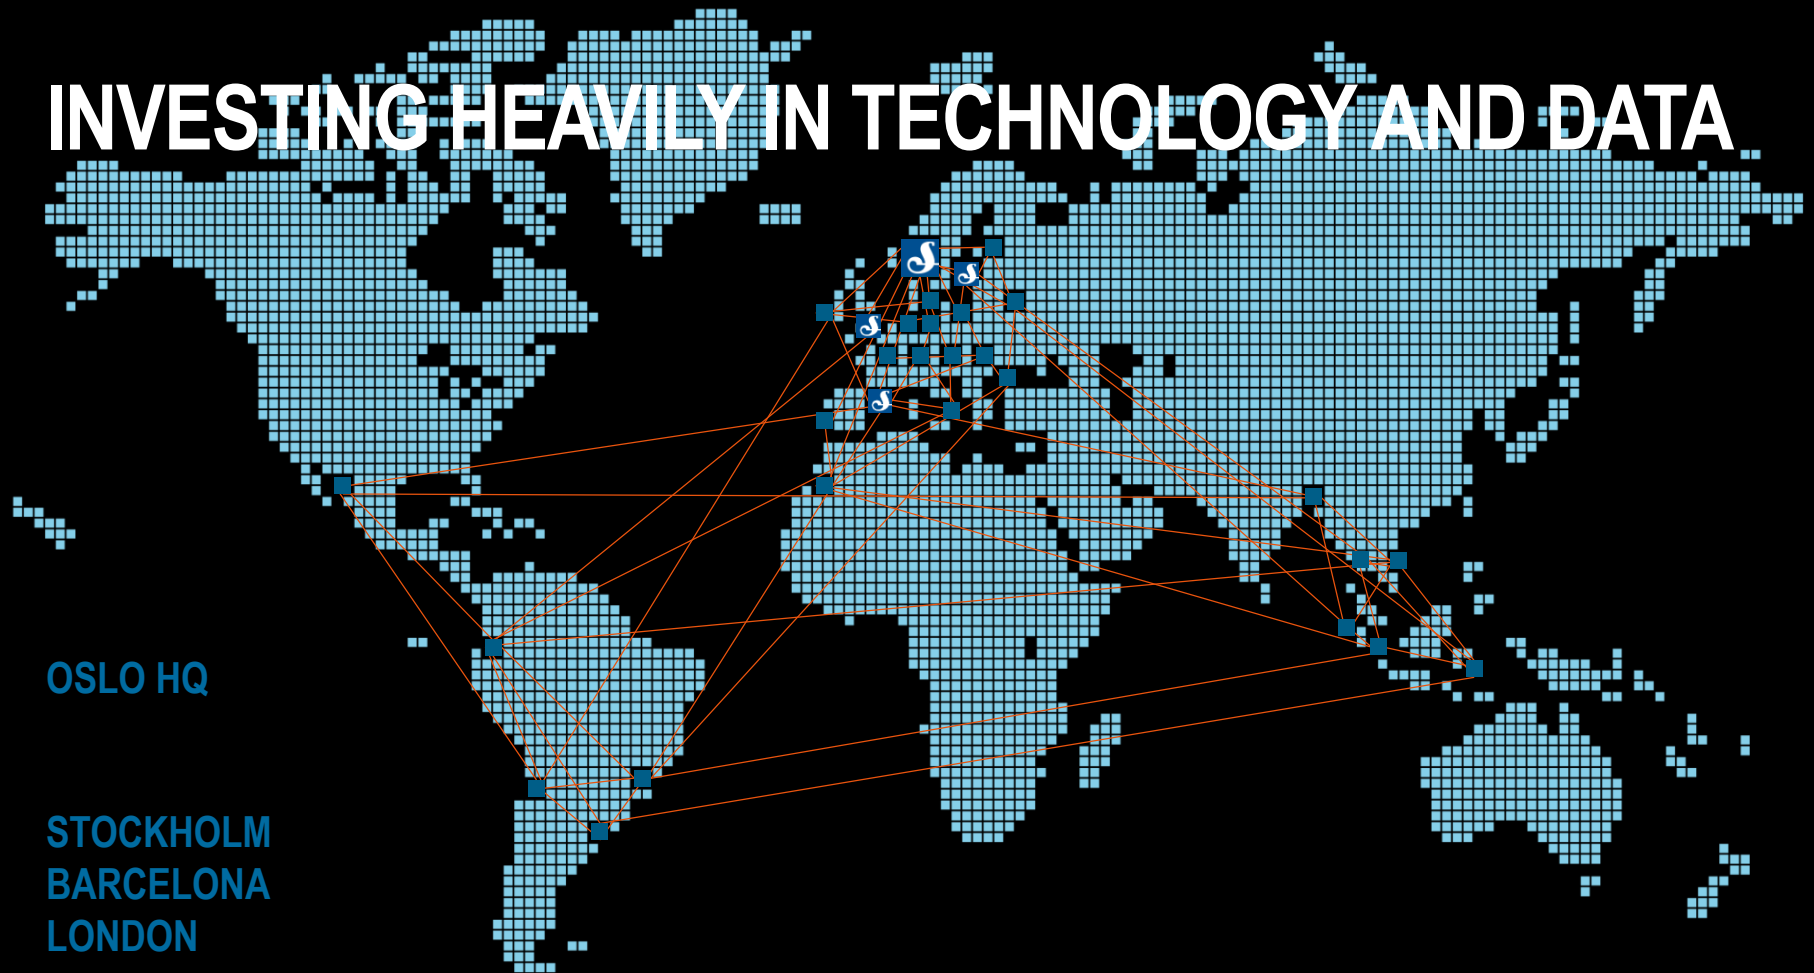 INVESTING HEAVILY IN TECHNOLOGY AND DATA
OSLO HQ
STOCKHOLM
BARCELONA
LONDON